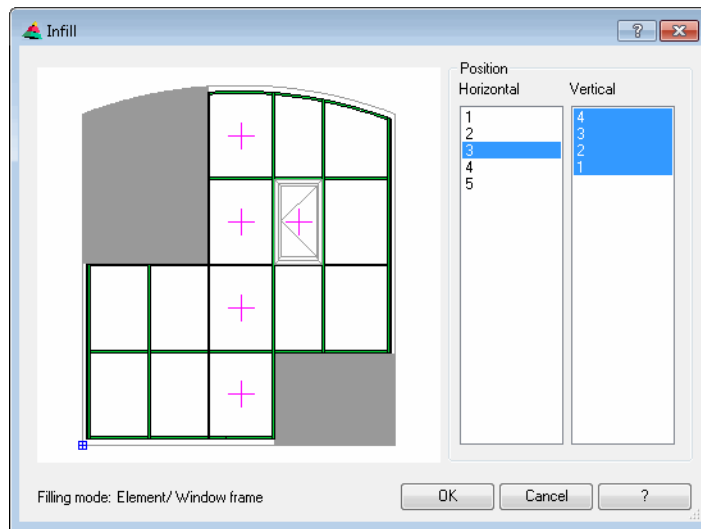 Infill
?
Position
Horizontal
Vertical
1
2
3
4
5
4
3
2
1
Filling mode: Element/ Window frame
OK
Cancel
?